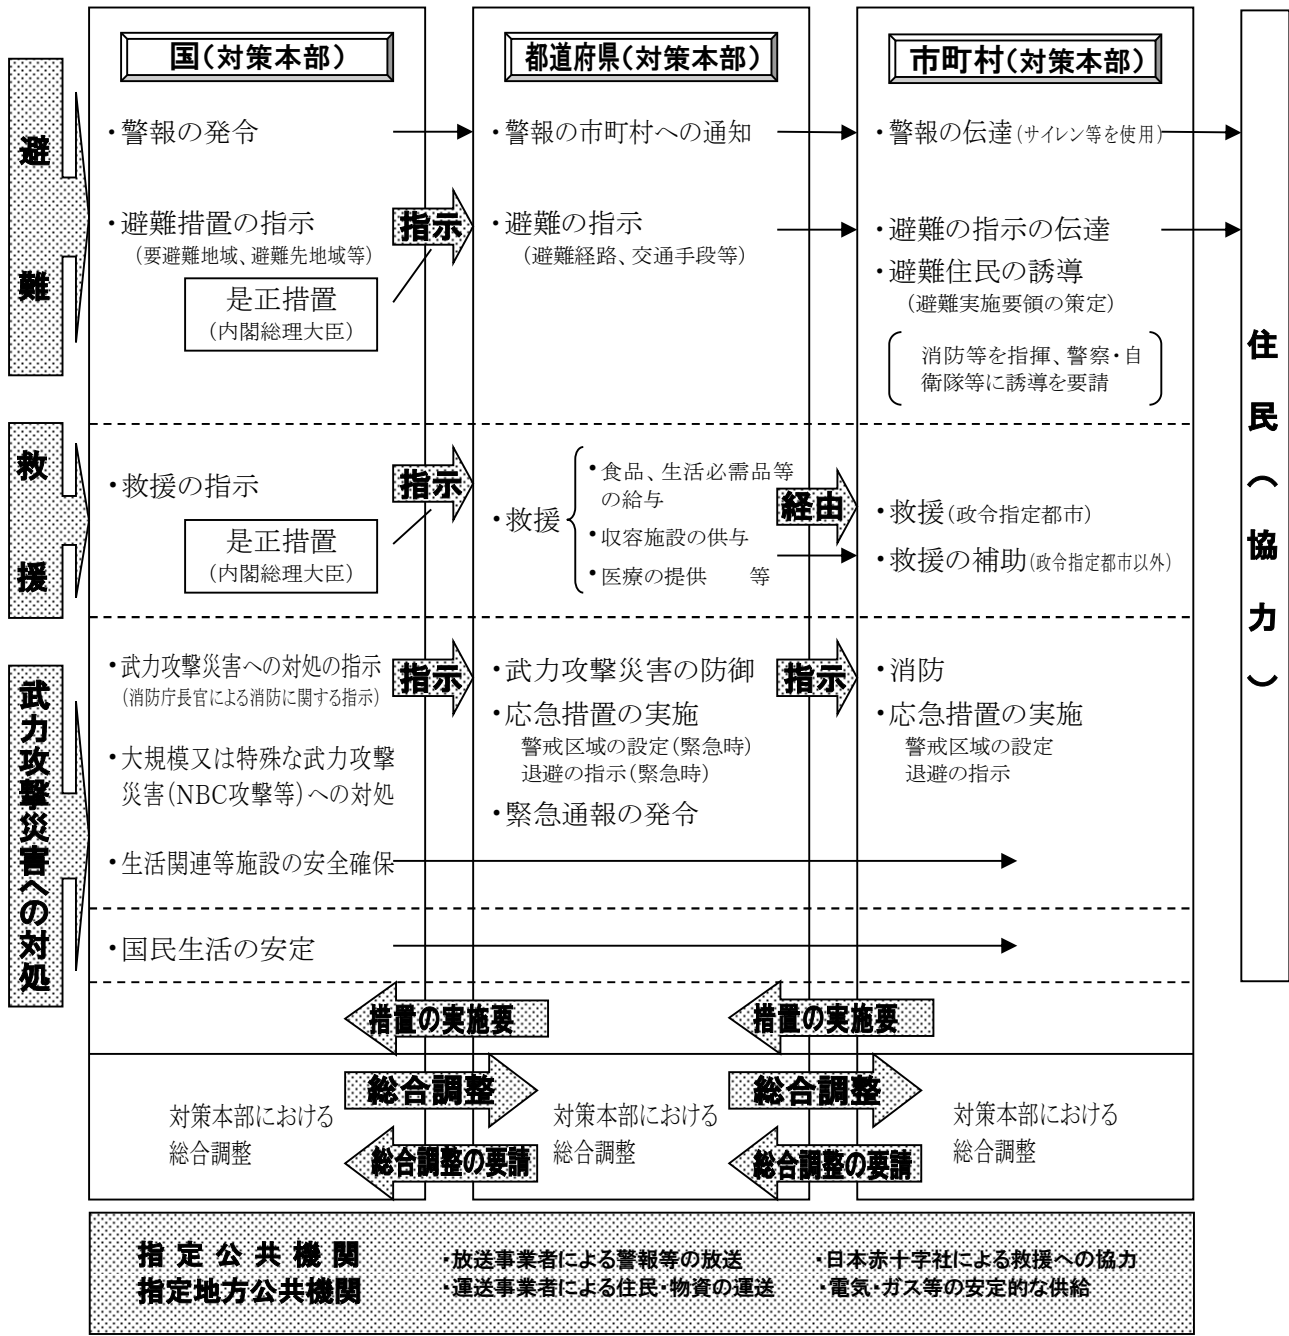 国(対策本部)
都道府県(対策本部)
市町村(対策本部)
避難
・警報の発令
・警報の市町村への通知
・警報の伝達(サイレン等を使用)
・避難措置の指示
(要避難地域、避難先地域等)
指示
・避難の指示
(避難経路、交通手段等)
・避難の指示の伝達
・避難住民の誘導
(避難実施要領の策定)
是正措置
(内閣総理大臣)
消防等を指揮、警察・自
衛隊等に誘導を要請
住民(協力)
救援
・救援の指示
指示
是正措置
(内閣総理大臣)
・救援
・食品、生活必需品等
の給与
・収容施設の供与
・医療の提供　等
経由
・救援(政令指定都市)
・救援の補助(政令指定都市以外)
武力攻撃災害への対処
・武力攻撃災害への対処の指示
(消防庁長官による消防に関する指示)
指示
・武力攻撃災害の防御
指示
・消防
・応急措置の実施
警戒区域の設定(緊急時)
退避の指示(緊急時)
・応急措置の実施
警戒区域の設定
退避の指示
・大規模又は特殊な武力攻撃
災害(NBC攻撃等)への対処
・緊急通報の発令
・生活関連等施設の安全確保
・国民生活の安定
措置の実施要
措置の実施要
総合調整
総合調整
対策本部における
総合調整
対策本部における
総合調整
対策本部における
総合調整
総合調整の要請
総合調整の要請
指定公共機関
指定地方公共機関
・放送事業者による警報等の放送
・運送事業者による住民・物資の運送
・日本赤十字社による救援への協力
・電気・ガス等の安定的な供給